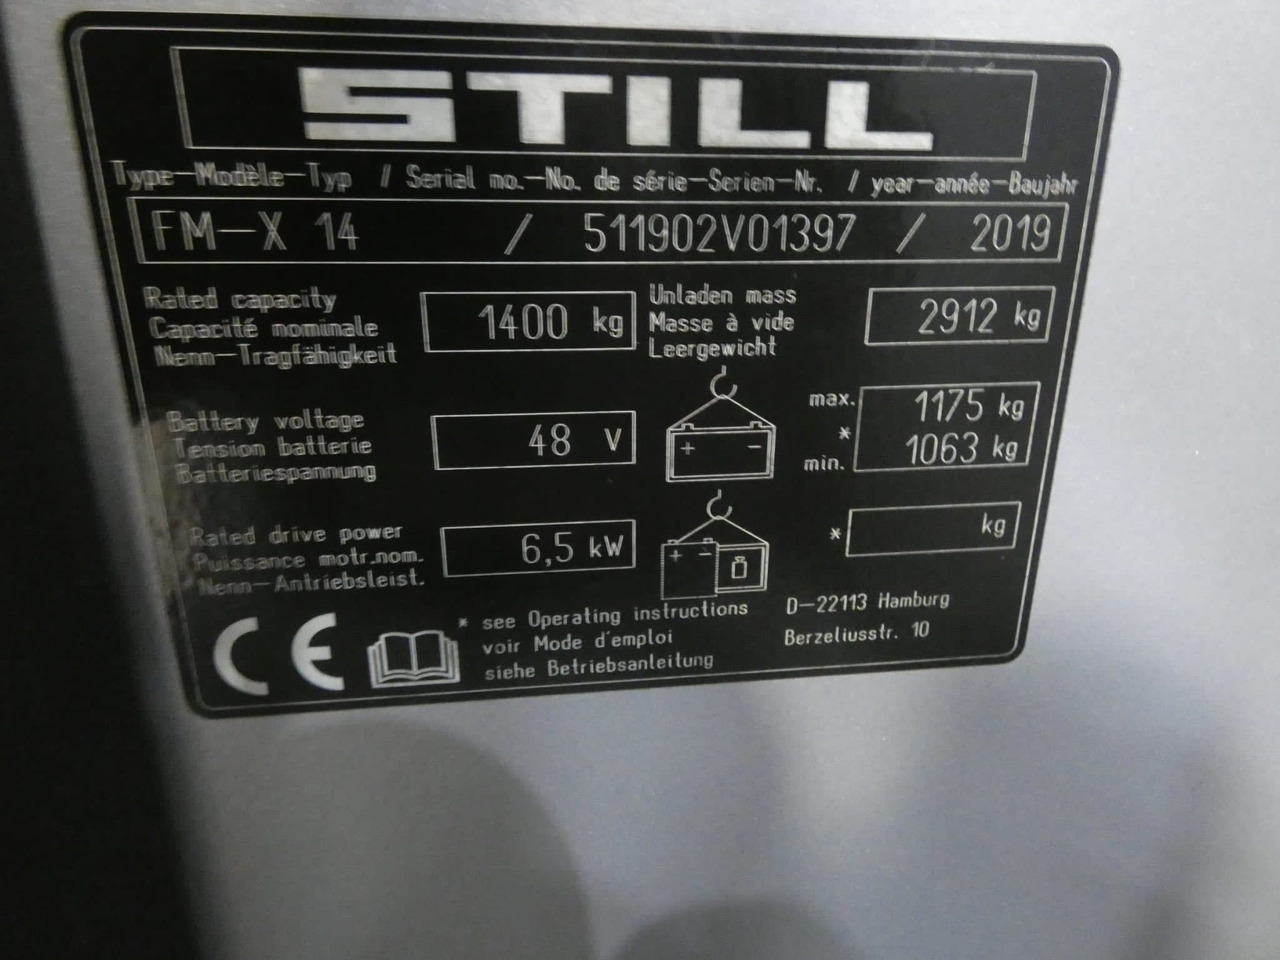 STILL
Type-Modèle-Typ / Serial no.-No. de série-Serien-Nr. / year-année-Baujahr
FM-X 14 / 511902V01397 / 2019
Rated capacity
Capacité nominale
Nenn-Tragfähigkeit
1400 kg
Unladen mass
Masse à vide
Leergewicht
2912 kg
Battery voltage
Tension batterie
Batteriespannung
48 V
+ -
max. 1175 kg
*
min. 1063 kg
Rated drive power
Puissance motr.nom.
Nenn-Antriebsleist.
6,5 kW
+ -
* kg
CE
* see Operating instructions
voir Mode d'emploi
siehe Betriebsanleitung
D-22113 Hamburg
Berzeliusstr. 10